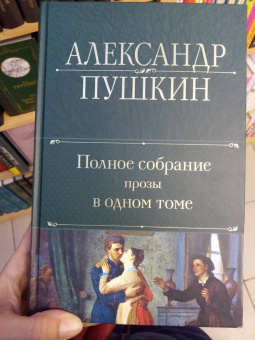 АЛЕКСАНДР
ПУШКИН
Полное собрание
прозы
в одном томе